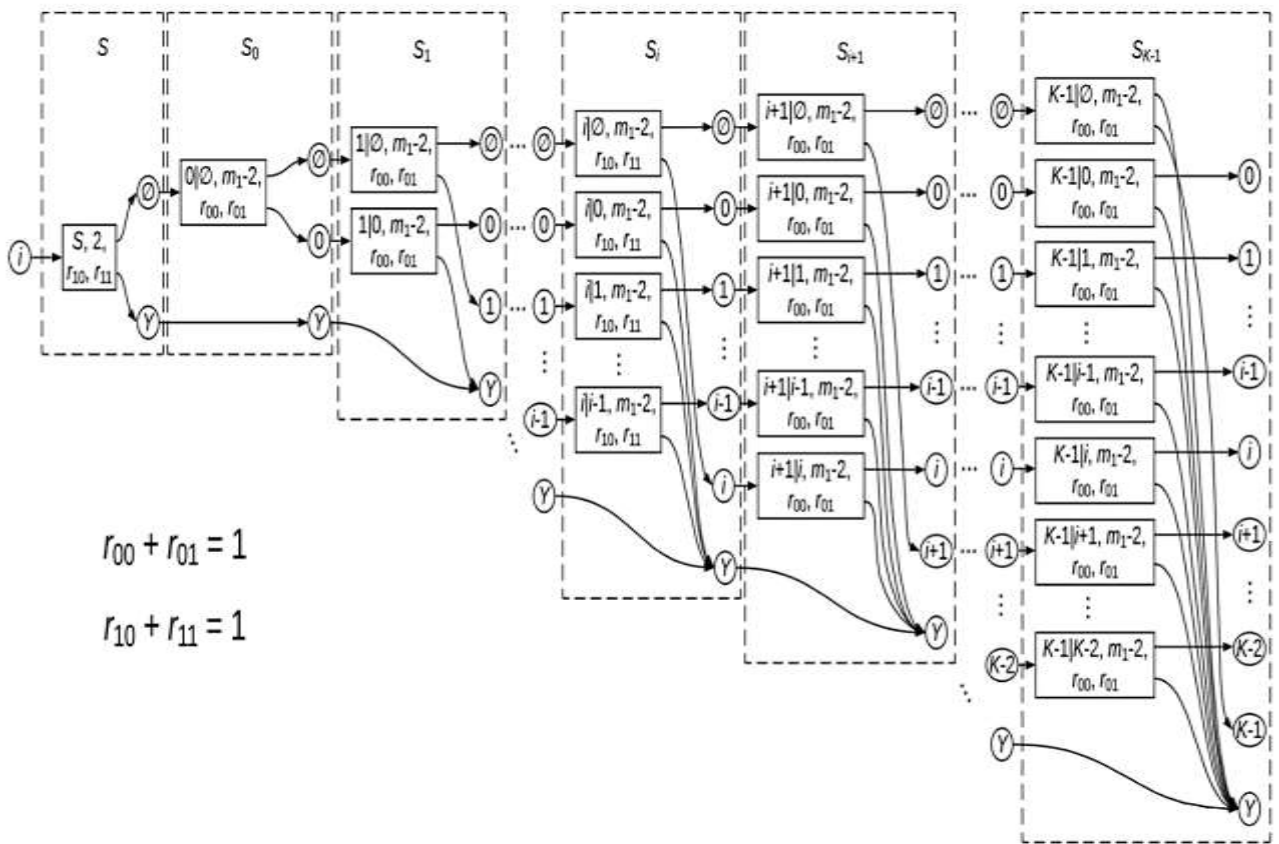 S
S₀
S₁
Sᵢ
Sᵢ₊₁
S_K-1
i
S, 2,
r₁₀, r₁₁
∅
Y
0|∅, m₁-2,
r₀₀, r₀₁
∅
0
Y
1|∅, m₁-2,
r₀₀, r₀₁
1|0, m₁-2,
r₀₀, r₀₁
∅ ... ∅
0 ... 0
1 ... 1
Y
i-1
Y
i|∅, m₁-2,
r₁₀, r₁₁
i|0, m₁-2,
r₁₀, r₁₁
i|1, m₁-2,
r₁₀, r₁₁
i|i-1, m₁-2,
r₁₀, r₁₁
∅
0
1
i-1
i
Y
i+1|∅, m₁-2,
r₀₀, r₀₁
i+1|0, m₁-2,
r₀₀, r₀₁
i+1|1, m₁-2,
r₀₀, r₀₁
i+1|i-1, m₁-2,
r₀₀, r₀₁
i+1|i, m₁-2,
r₀₀, r₀₁
∅ ... ∅
0 ... 0
1 ... 1
i-1 ... i-1
i ... i
i+1 ... i+1
Y
K-2
Y
K-1|∅, m₁-2,
r₀₀, r₀₁
K-1|0, m₁-2,
r₀₀, r₀₁
K-1|1, m₁-2,
r₀₀, r₀₁
K-1|i-1, m₁-2,
r₀₀, r₀₁
K-1|i, m₁-2,
r₀₀, r₀₁
K-1|i+1, m₁-2,
r₀₀, r₀₁
K-1|K-2, m₁-2,
r₀₀, r₀₁
0
1
i-1
i
i+1
K-2
K-1
Y
r₀₀ + r₀₁ = 1
r₁₀ + r₁₁ = 1